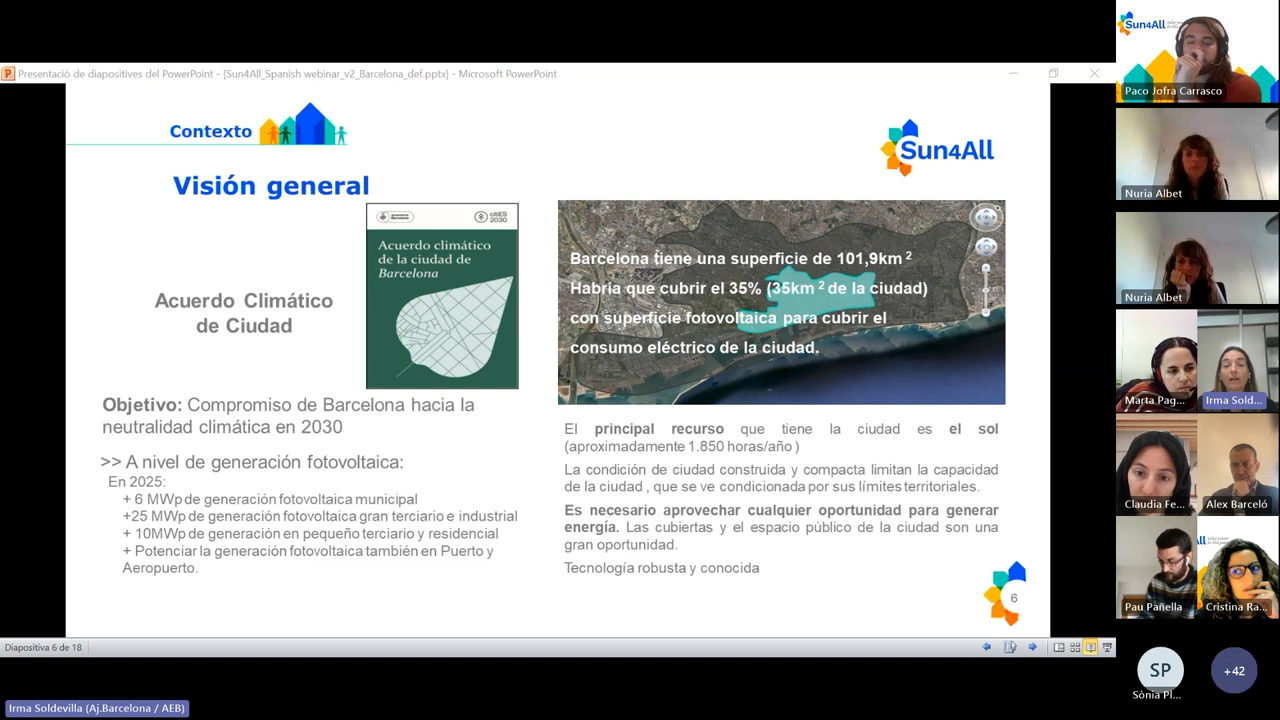 Presentació de diapositives del PowerPoint - [Sun4All_Spanish webinar_v2_Barcelona_def.pptx] - Microsoft PowerPoint
Contexto
Sun4All
Visión general
citiES
2030
Acuerdo climático
de la ciudad de
Barcelona
Acuerdo Climático
de Ciudad
Objetivo: Compromiso de Barcelona hacia la
neutralidad climática en 2030
>> A nivel de generación fotovoltaica:
En 2025:
+ 6 MWp de generación fotovoltaica municipal
+25 MWp de generación fotovoltaica gran terciario e industrial
+ 10MWp de generación en pequeño terciario y residencial
+ Potenciar la generación fotovoltaica también en Puerto y
Aeropuerto.
Barcelona tiene una superficie de 101,9km 2
Habría que cubrir el 35% (35km 2 de la ciudad)
con superficie fotovoltaica para cubrir el
consumo eléctrico de la ciudad.
El principal recurso que tiene la ciudad es el sol
(aproximadamente 1.850 horas/año )
La condición de ciudad construida y compacta limitan la capacidad
de la ciudad , que se ve condicionada por sus límites territoriales.
Es necesario aprovechar cualquier oportunidad para generar
energía. Las cubiertas y el espacio público de la ciudad son una
gran oportunidad.
Tecnología robusta y conocida
6
Diapositiva 6 de 18
Irma Soldevilla (Aj.Barcelona / AEB)
Sun4All
Paco Jofra Carrasco
Nuria Albet
Nuria Albet
Marta Pag...
Irma Sold...
Claudia Fe...
Alex Barceló
Pau Pañella
Cristina Ra...
SP
Sònia Pl...
+42